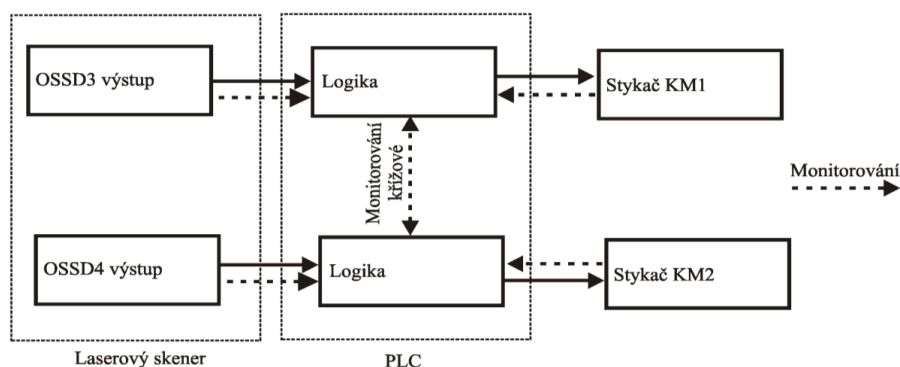 OSSD3 výstup
Logika
Stykač KM1
Monitorování
křížové
Monitorování
OSSD4 výstup
Logika
Stykač KM2
Laserový skener
PLC